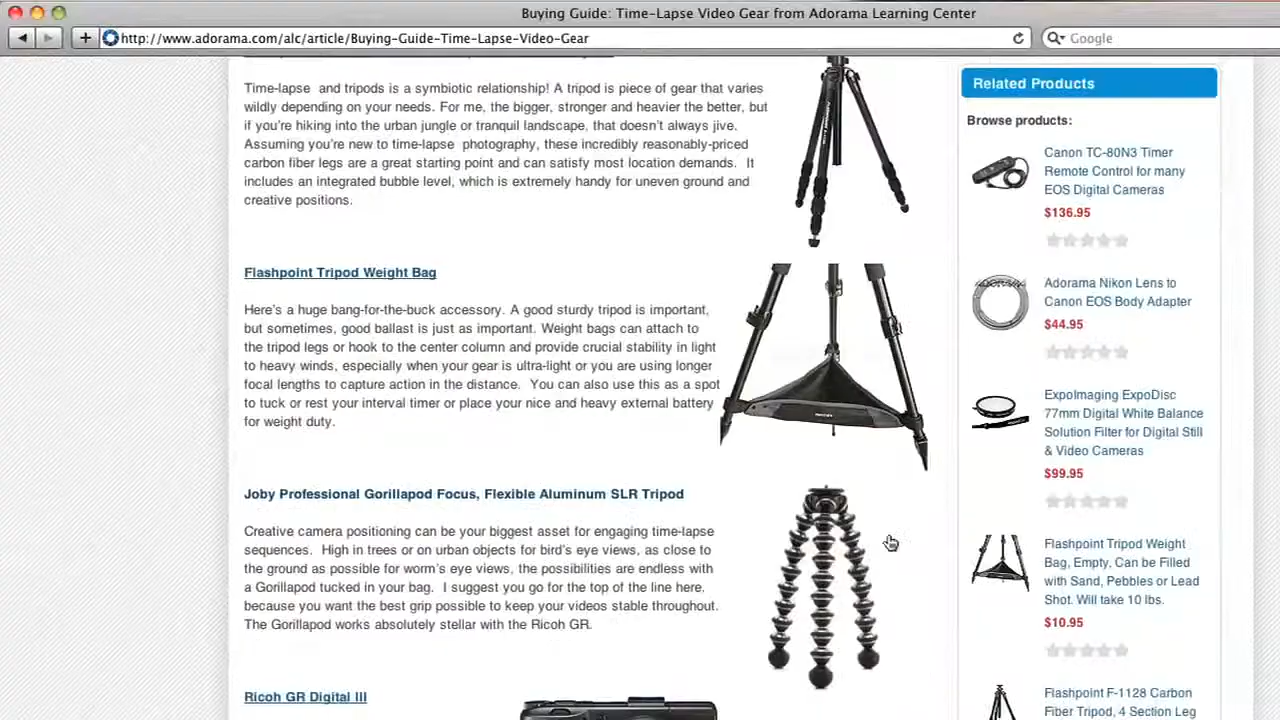 Buying Guide: Time-Lapse Video Gear from Adorama Learning Center
http://www.adorama.com/alc/article/Buying-Guide-Time-Lapse-Video-Gear
Google
Time-lapse and tripods is a symbiotic relationship! A tripod is piece of gear that varies
wildly depending on your needs. For me, the bigger, stronger and heavier the better, but
if you're hiking into the urban jungle or tranquil landscape, that doesn't always jive.
Assuming you're new to time-lapse photography, these incredibly reasonably-priced
carbon fiber legs are a great starting point and can satisfy most location demands. It
includes an integrated bubble level, which is extremely handy for uneven ground and
creative positions.
Flashpoint Tripod Weight Bag
Here's a huge bang-for-the-buck accessory. A good sturdy tripod is important,
but sometimes, good ballast is just as important. Weight bags can attach to
the tripod legs or hook to the center column and provide crucial stability in light
to heavy winds, especially when your gear is ultra-light or you are using longer
focal lengths to capture action in the distance. You can also use this as a spot
to tuck or rest your interval timer or place your nice and heavy external battery
for weight duty.
Joby Professional Gorillapod Focus, Flexible Aluminum SLR Tripod
Creative camera positioning can be your biggest asset for engaging time-lapse
sequences. High in trees or on urban objects for bird's eye views, as close to
the ground as possible for worm's eye views, the possibilities are endless with
a Gorillapod tucked in your bag. I suggest you go for the top of the line here,
because you want the best grip possible to keep your videos stable throughout.
The Gorillapod works absolutely stellar with the Ricoh GR.
Ricoh GR Digital III
Related Products
Browse products:
Canon TC-80N3 Timer
Remote Control for many
EOS Digital Cameras
$136.95
Adorama Nikon Lens to
Canon EOS Body Adapter
$44.95
ExpoImaging ExpoDisc
77mm Digital White Balance
Solution Filter for Digital Still
& Video Cameras
$99.95
Flashpoint Tripod Weight
Bag, Empty, Can be Filled
with Sand, Pebbles or Lead
Shot. Will take 10 lbs.
$10.95
Flashpoint F-1128 Carbon
Fiber Tripod, 4 Section Leg